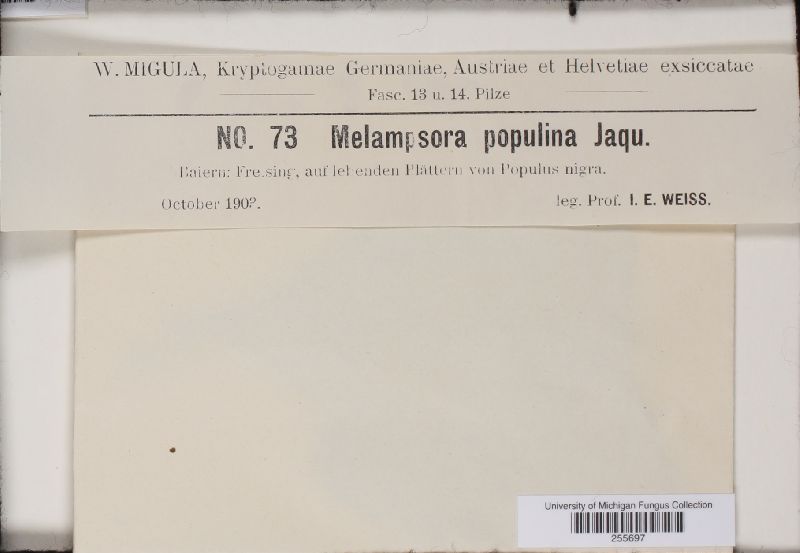 W. MIGULA, Kryptogamae Germaniae, Austriae et Helvetiae exsiccatae
Fasc. 13 u. 14. Pilze
NO. 73 Melampsora populina Jaqu.
Baiern: Freising, auf lebenden Blättern von Populus nigra.
October
leg. Prof. I. E. WEISS.
University of Michigan Fungus Collection
255697